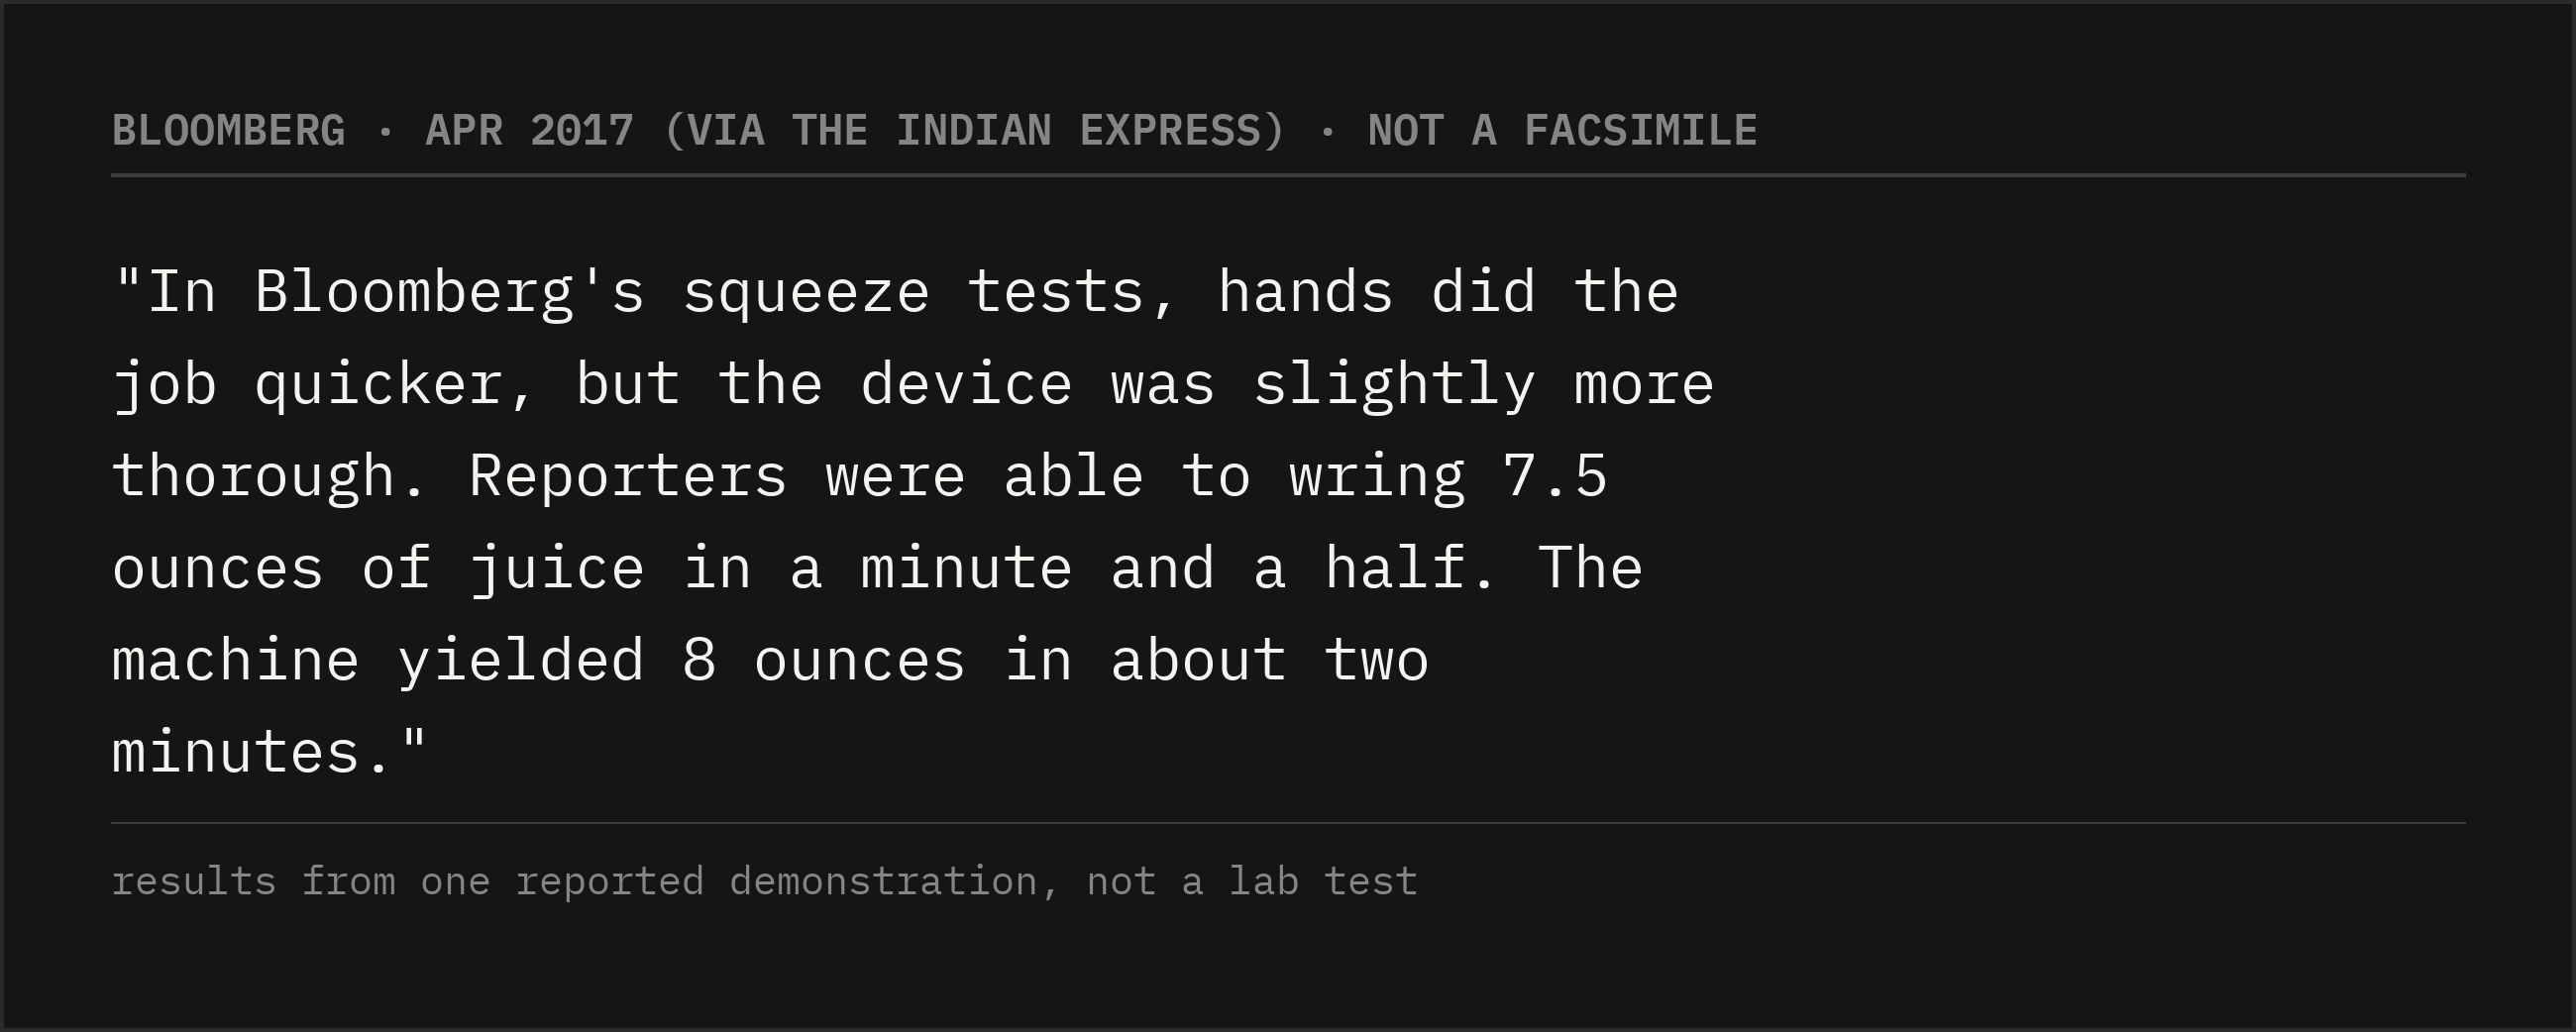 BLOOMBERG · APR 2017 (VIA THE INDIAN EXPRESS) · NOT A FACSIMILE
"In Bloomberg's squeeze tests, hands did the
job quicker, but the device was slightly more
thorough. Reporters were able to wring 7.5
ounces of juice in a minute and a half. The
machine yielded 8 ounces in about two
minutes."
results from one reported demonstration, not a lab test